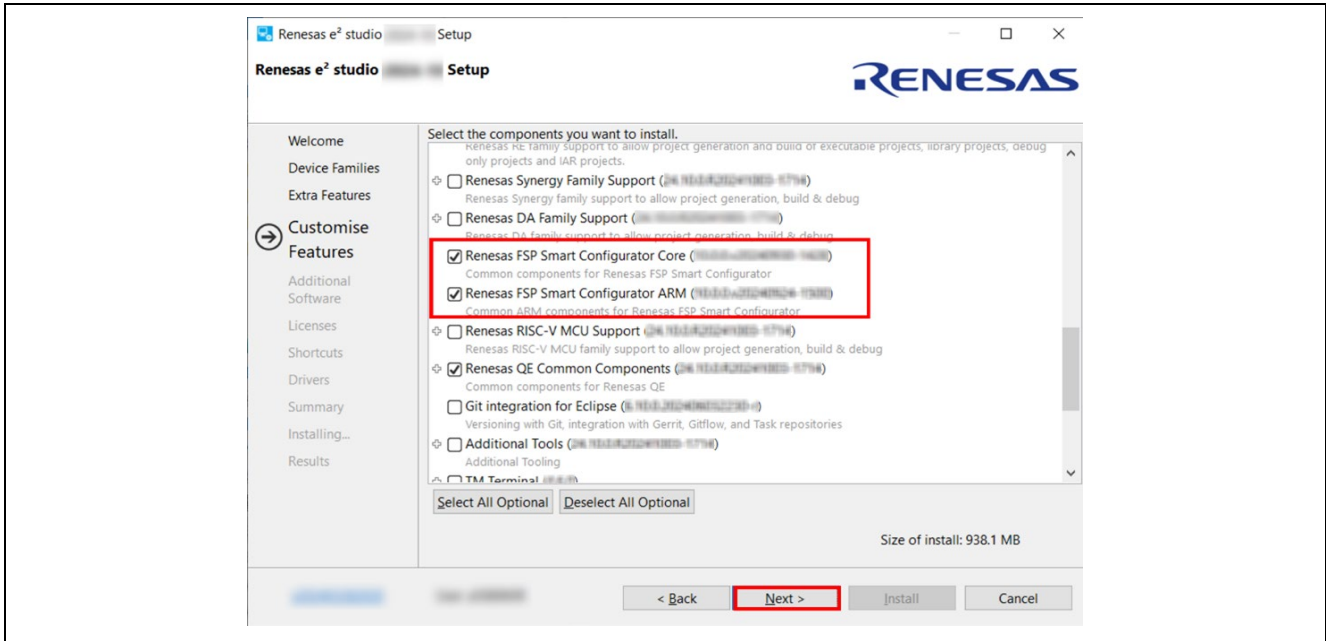 Renesas e² studio Setup
Renesas e² studio Setup
RENESAS
Welcome
Device Families
Extra Features
Customise
Features
Additional
Software
Licenses
Shortcuts
Drivers
Summary
Installing...
Results
Select the components you want to install.
Renesas RE family support to allow project generation and build of executable projects, library projects, debug
only projects and IAR projects.
Renesas Synergy Family Support (
Renesas Synergy family support to allow project generation, build & debug
Renesas DA Family Support (
Renesas DA family support to allow project generation, build & debug
Renesas FSP Smart Configurator Core (
Common components for Renesas FSP Smart Configurator
Renesas FSP Smart Configurator ARM (
Common ARM components for Renesas FSP Smart Configurator
Renesas RISC-V MCU Support (
Renesas RISC-V MCU family support to allow project generation, build & debug
Renesas QE Common Components (
Common components for Renesas QE
Git integration for Eclipse (
Versioning with Git, integration with Gerrit, Gitflow, and Task repositories
Additional Tools (
Additional Tooling
TM Terminal
Select All Optional Deselect All Optional
Size of install: 938.1 MB
< Back Next > Install Cancel